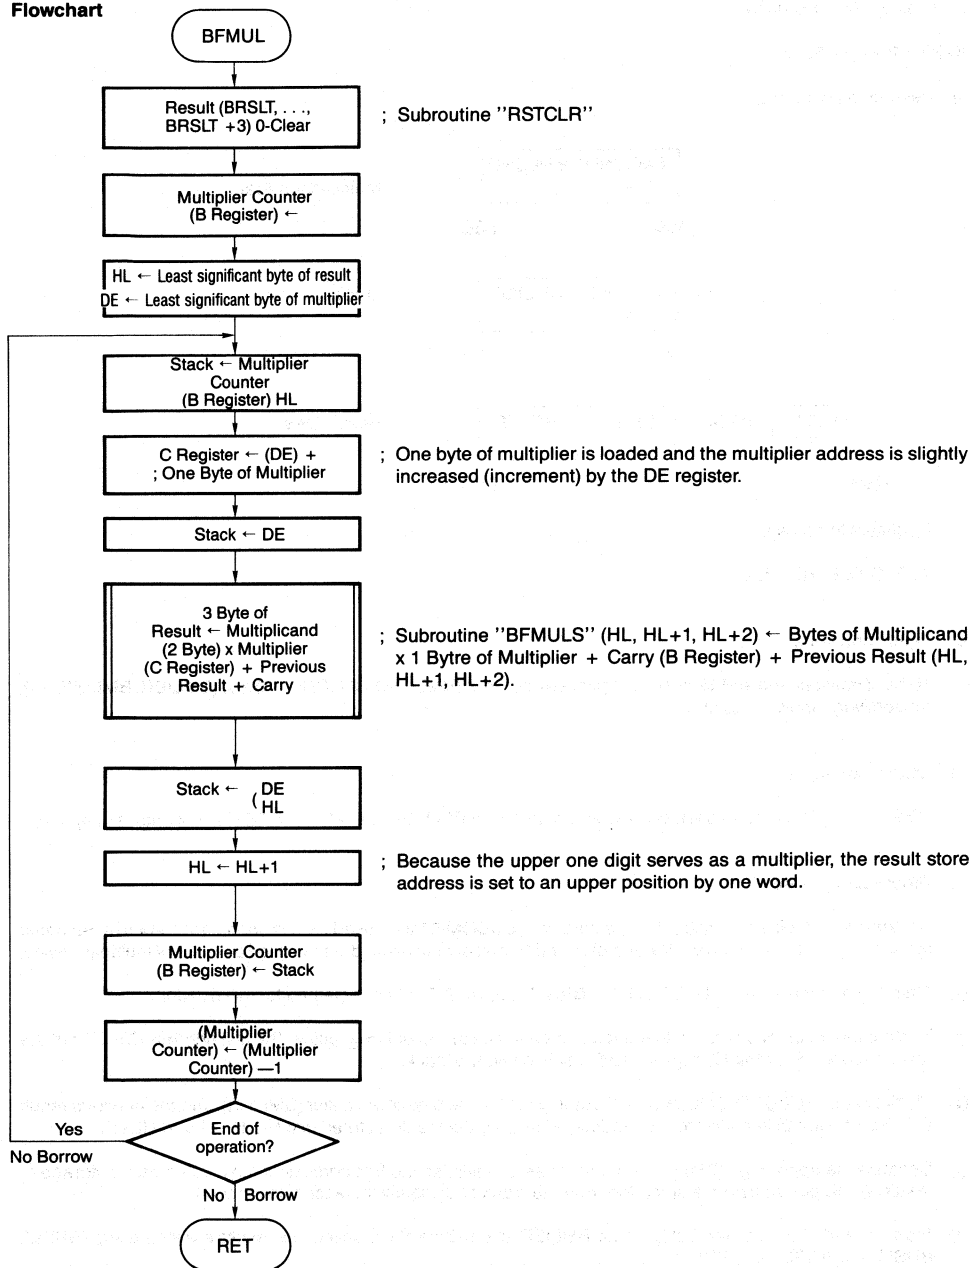 Flowchart
BFMUL
Result (BRSLT, . . .,
BRSLT +3) 0-Clear
; Subroutine "RSTCLR"
Multiplier Counter
(B Register) ←
HL ← Least significant byte of result
DE ← Least significant byte of multiplier
Stack ← Multiplier
Counter
(B Register) HL
C Register ← (DE) +
; One Byte of Multiplier
; One byte of multiplier is loaded and the multiplier address is slightly
increased (increment) by the DE register.
Stack ← DE
3 Byte of
Result ← Multiplicand
(2 Byte) x Multiplier
(C Register) + Previous
Result + Carry
; Subroutine "BFMULS" (HL, HL+1, HL+2) ← Bytes of Multiplicand
x 1 Bytre of Multiplier + Carry (B Register) + Previous Result (HL,
HL+1, HL+2).
Stack ← ( DE
HL
HL ← HL+1
; Because the upper one digit serves as a multiplier, the result store
address is set to an upper position by one word.
Multiplier Counter
(B Register) ← Stack
(Multiplier
Counter) ← (Multiplier
Counter) —1
End of
operation?
Yes
No Borrow
No Borrow
RET